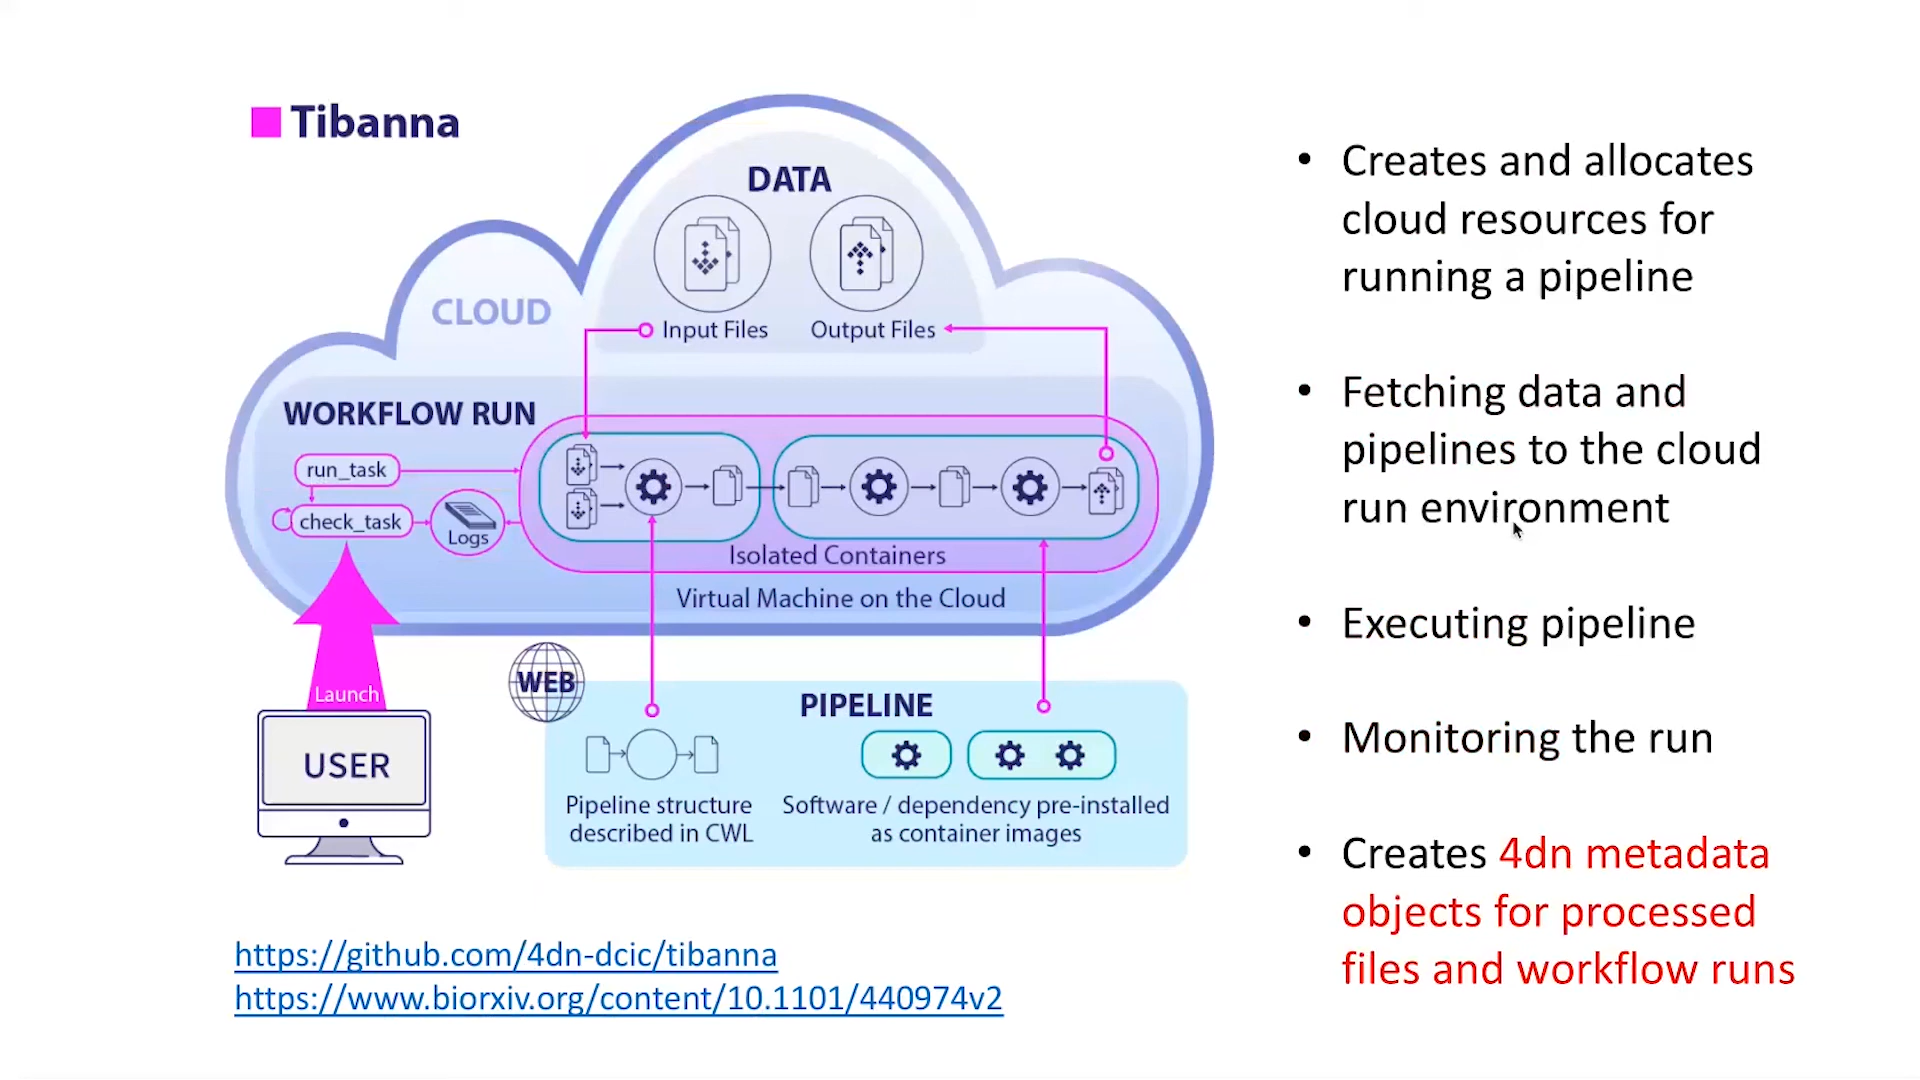 Tibanna
DATA
CLOUD
Input Files
Output Files
WORKFLOW RUN
run_task
check_task
Logs
Isolated Containers
Virtual Machine on the Cloud
Launch
USER
WEB
PIPELINE
Pipeline structure
described in CWL
Software / dependency pre-installed
as container images
https://github.com/4dn-dcic/tibanna
https://www.biorxiv.org/content/10.1101/440974v2
• Creates and allocates
cloud resources for
running a pipeline
• Fetching data and
pipelines to the cloud
run environment
• Executing pipeline
• Monitoring the run
• Creates 4dn metadata
objects for processed
files and workflow runs